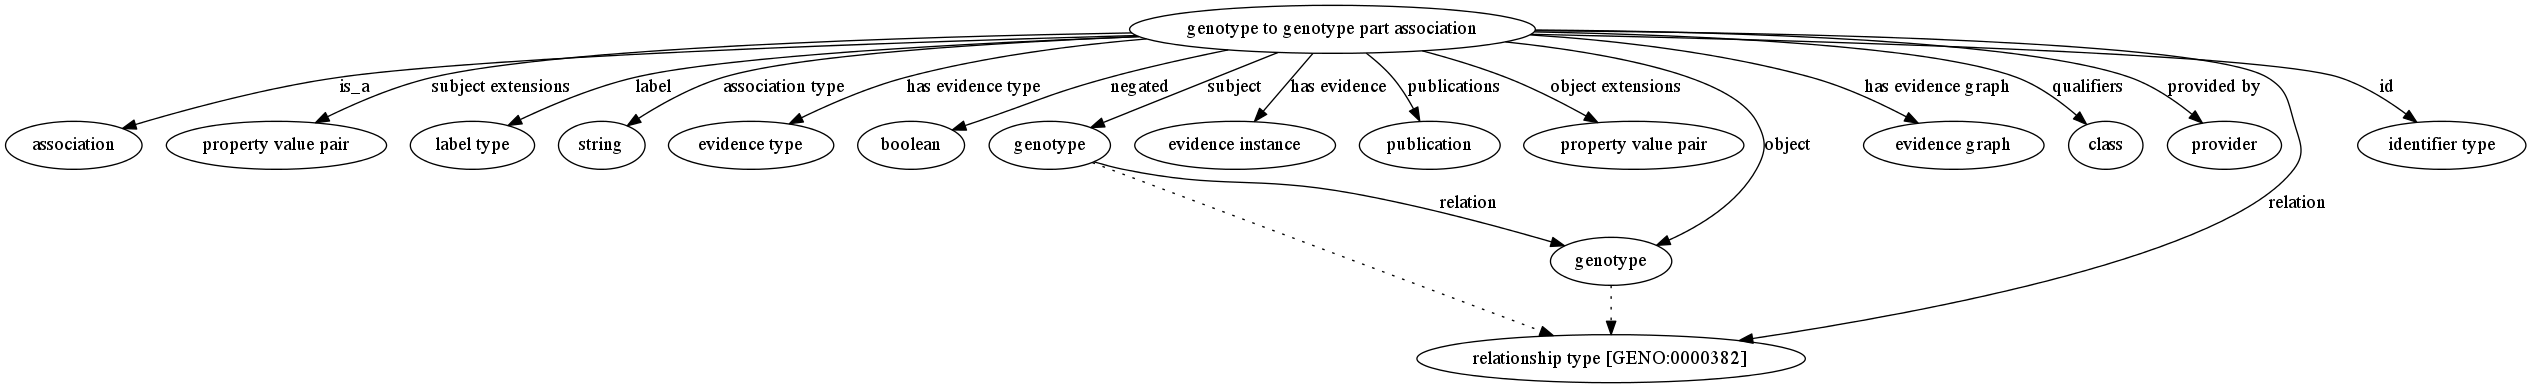 genotype to genotype part association
is_a
subject extensions
label
association type
has evidence type
negated
subject
has evidence
publications
object extensions
has evidence graph
qualifiers
provided by
id
association
property value pair
label type
string
evidence type
boolean
genotype
evidence instance
publication
property value pair
object
evidence graph
class
provider
identifier type
relation
relation
genotype
relationship type [GENO:0000382]